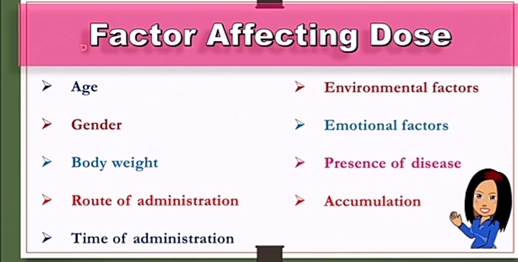 Factor Affecting Dose
Age
Gender
Body weight
Route of administration
Time of administration
Environmental factors
Emotional factors
Presence of disease
Accumulation